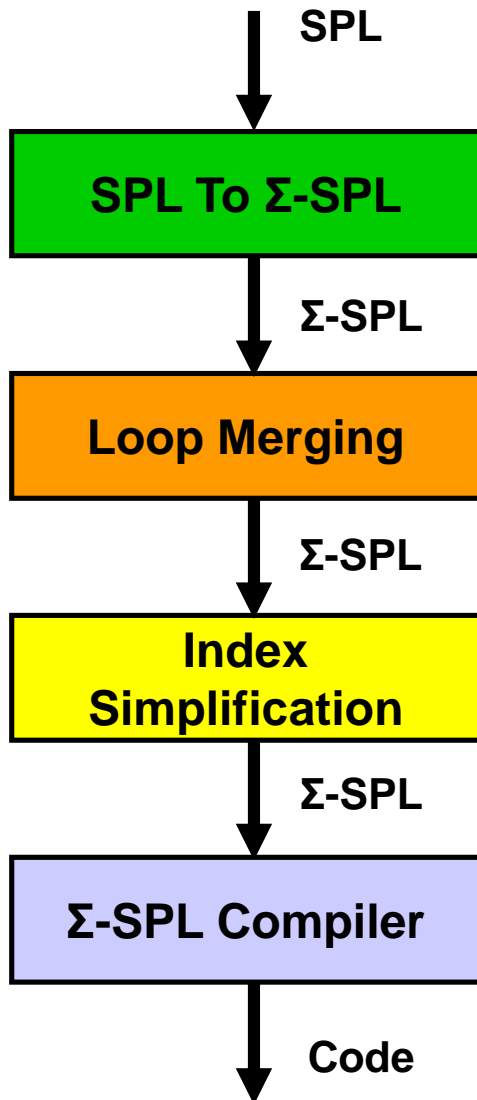 SPL
SPL To Σ-SPL
Σ-SPL
Loop Merging
Σ-SPL
Index
Simplification
Σ-SPL
Σ-SPL Compiler
Code